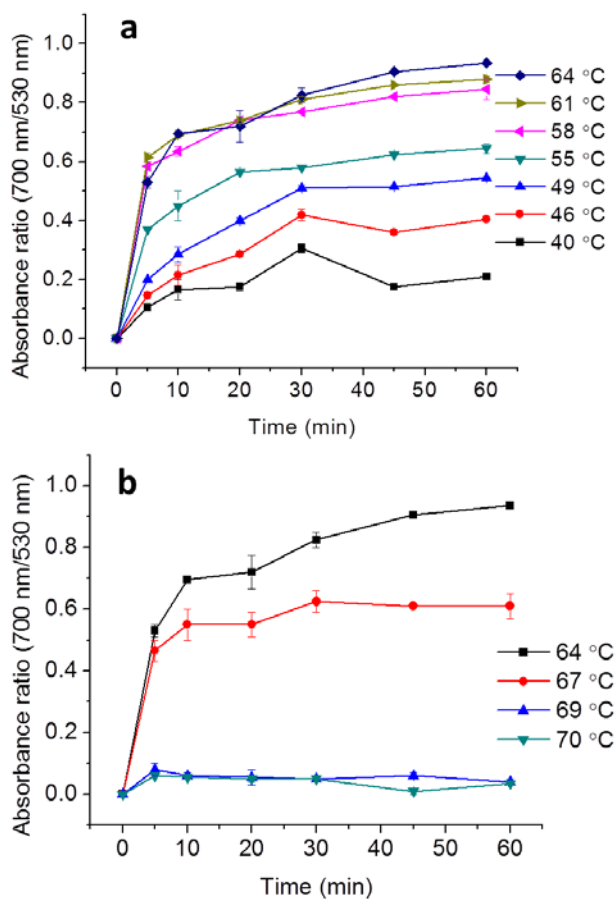 a
Absorbance ratio (700 nm/530 nm)
1.0
0.8
0.6
0.4
0.2
0.0
0 10 20 30 40 50 60
Time (min)
64 °C
61 °C
58 °C
55 °C
49 °C
46 °C
40 °C
b
Absorbance ratio (700 nm/530 nm)
1.0
0.8
0.6
0.4
0.2
0.0
0 10 20 30 40 50 60
Time (min)
64 °C
67 °C
69 °C
70 °C